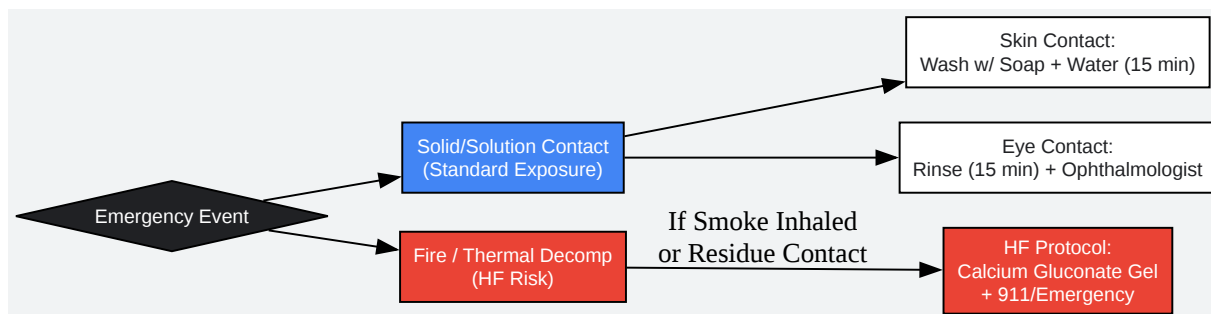 Emergency Event
Solid/Solution Contact
(Standard Exposure)
Skin Contact:
Wash w/ Soap + Water (15 min)
Eye Contact:
Rinse (15 min) + Ophthalmologist
Fire / Thermal Decomp
(HF Risk)
If Smoke Inhaled
or Residue Contact
HF Protocol:
Calcium Gluconate Gel
+ 911/Emergency